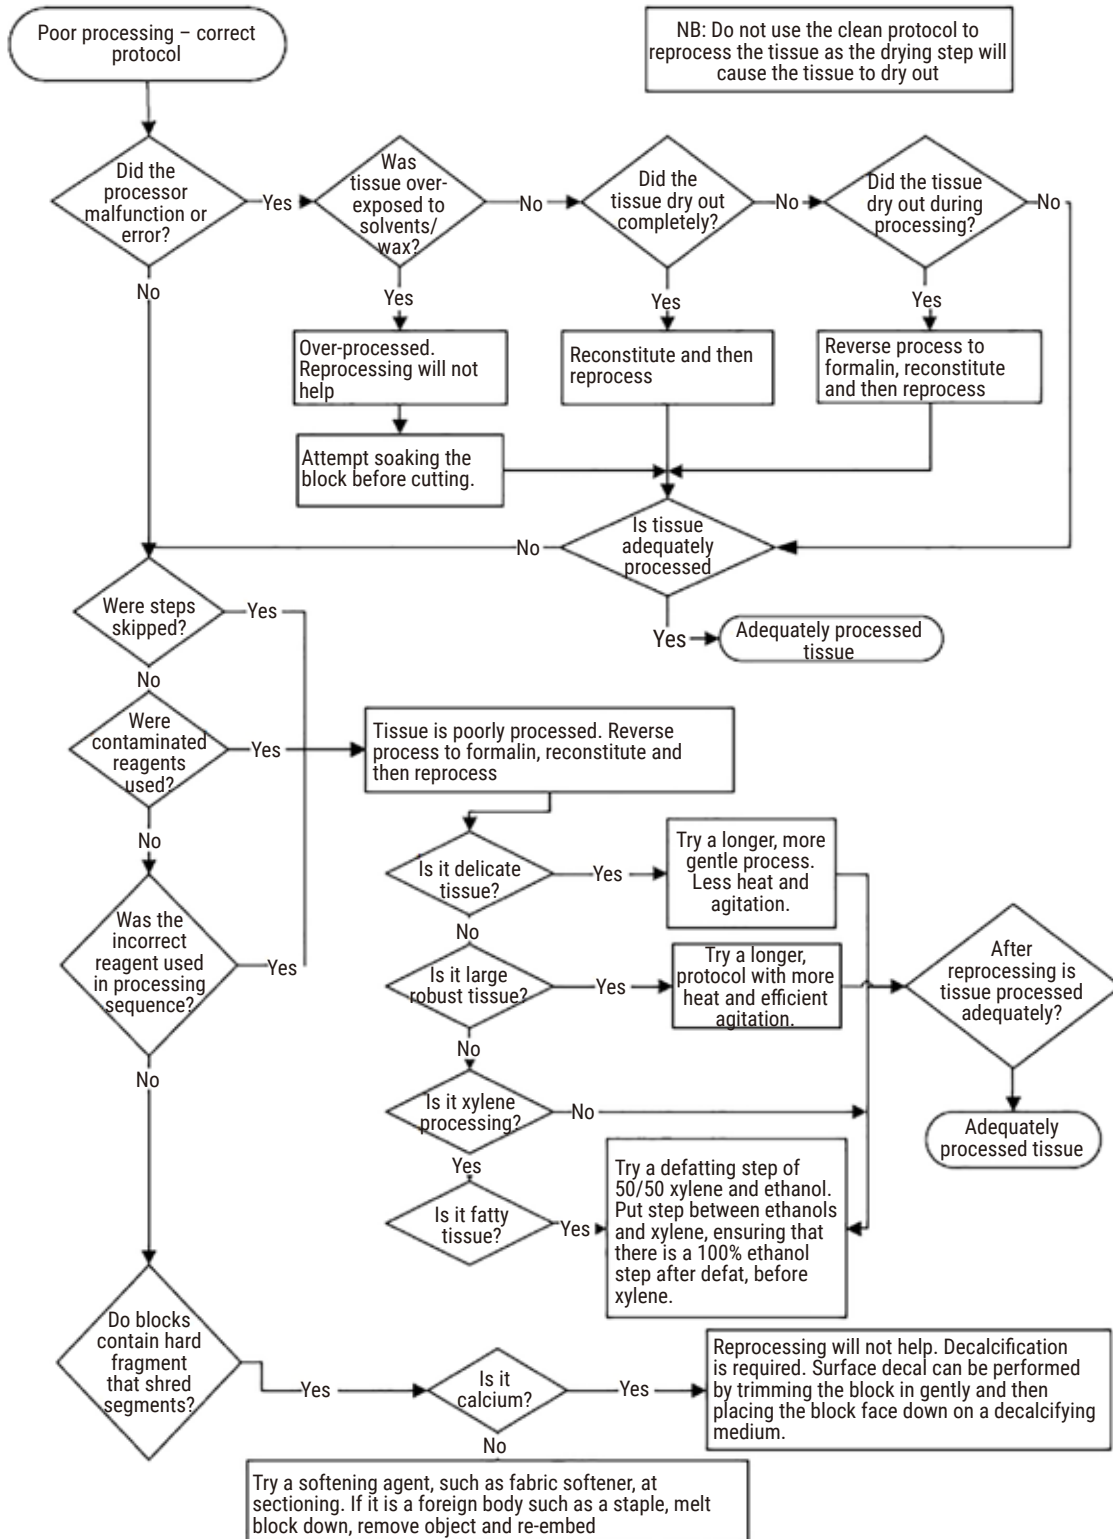 Poor processing – correct
protocol
NB: Do not use the clean protocol to
reprocess the tissue as the drying step will
cause the tissue to dry out
Did the
processor
malfunction or
error?
Yes
Was
tissue over-
exposed to
solvents/
wax?
No
Did the
tissue dry out
completely?
No
Did the tissue
dry out during
processing?
No
No
Yes
Yes
Yes
Over-processed.
Reprocessing will not
help
Reconstitute and then
reprocess
Reverse process to
formalin, reconstitute
and then reprocess
Attempt soaking the
block before cutting.
Is tissue
adequately
processed
No
Yes
Adequately processed
tissue
Were steps
skipped?
Yes
No
Were
contaminated
reagents
used?
Yes
Tissue is poorly processed. Reverse
process to formalin, reconstitute and
then reprocess
No
Is it delicate
tissue?
Yes
Try a longer, more
gentle process.
Less heat and
agitation.
Was the
incorrect
reagent used
in processing
sequence?
Yes
No
Is it large
robust tissue?
Yes
Try a longer,
protocol with more
heat and efficient
agitation.
After
reprocessing is
tissue processed
adequately?
No
No
Is it xylene
processing?
No
Adequately
processed tissue
Yes
Is it fatty
tissue?
Yes
Try a defatting step of
50/50 xylene and ethanol.
Put step between ethanols
and xylene, ensuring that
there is a 100% ethanol
step after defat, before
xylene.
Do blocks
contain hard
fragment
that shred
segments?
Yes
Is it
calcium?
Yes
Reprocessing will not help. Decalcification
is required. Surface decal can be performed
by trimming the block in gently and then
placing the block face down on a decalcifying
medium.
No
Try a softening agent, such as fabric softener, at
sectioning. If it is a foreign body such as a staple, melt
block down, remove object and re-embed